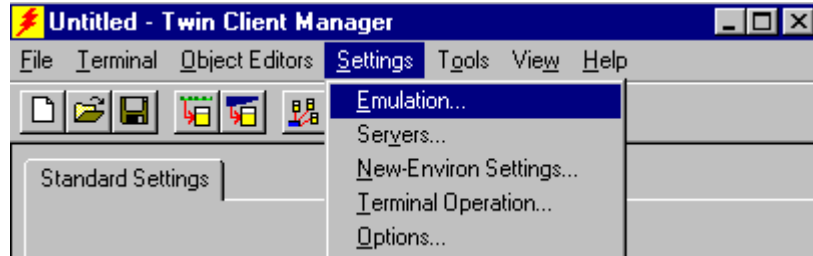 Untitled - Twin Client Manager
File Terminal Object Editors Settings Tools View Help
Emulation...
Servers...
New-Environ Settings...
Standard Settings
Terminal Operation...
Options...